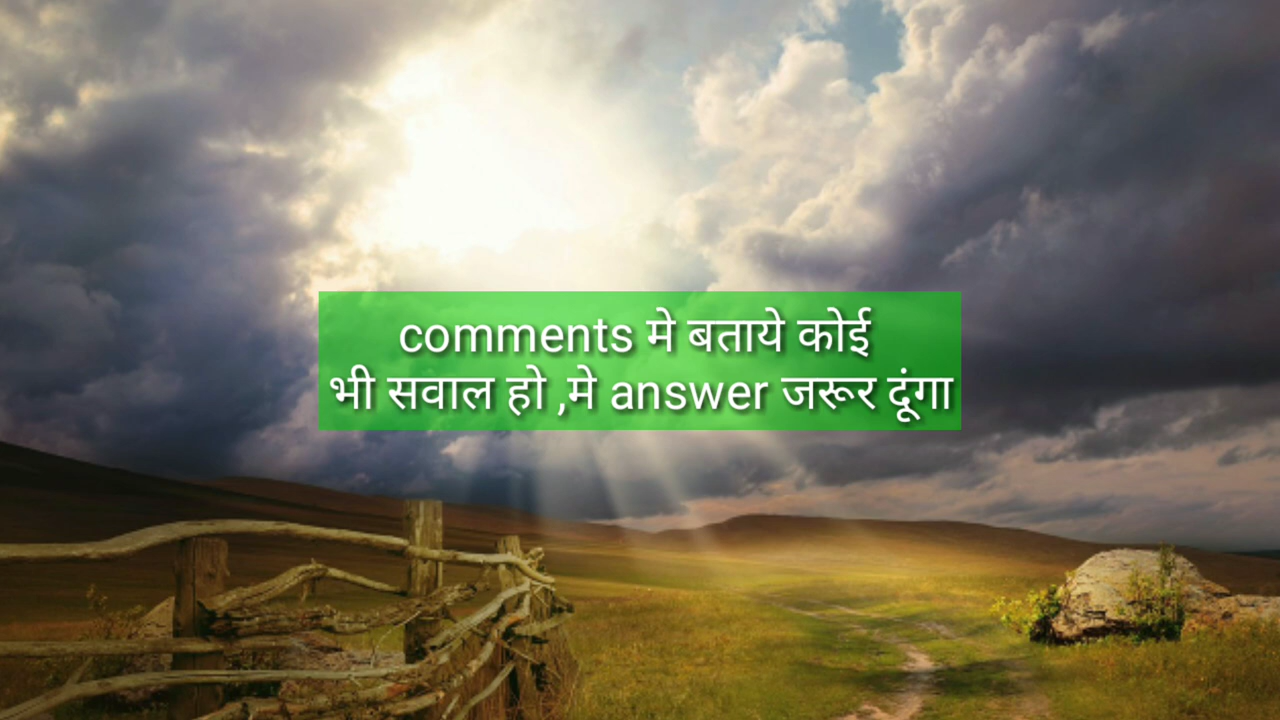 comments मे बताये कोई
भी सवाल हो ,मे answer जरूर दूंगा